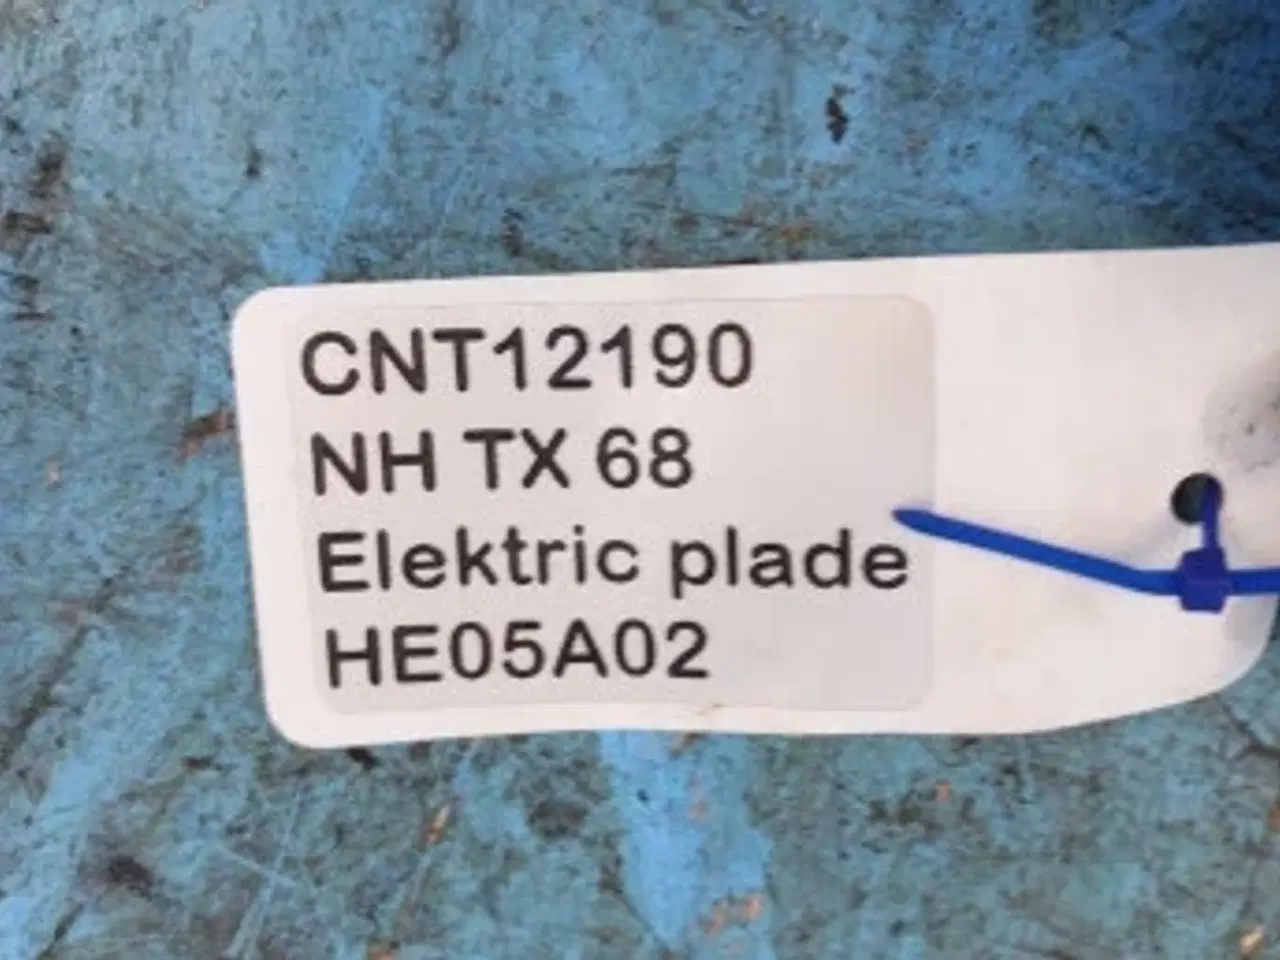 CNT12190
NH TX 68
Elektric plade
HE05A02